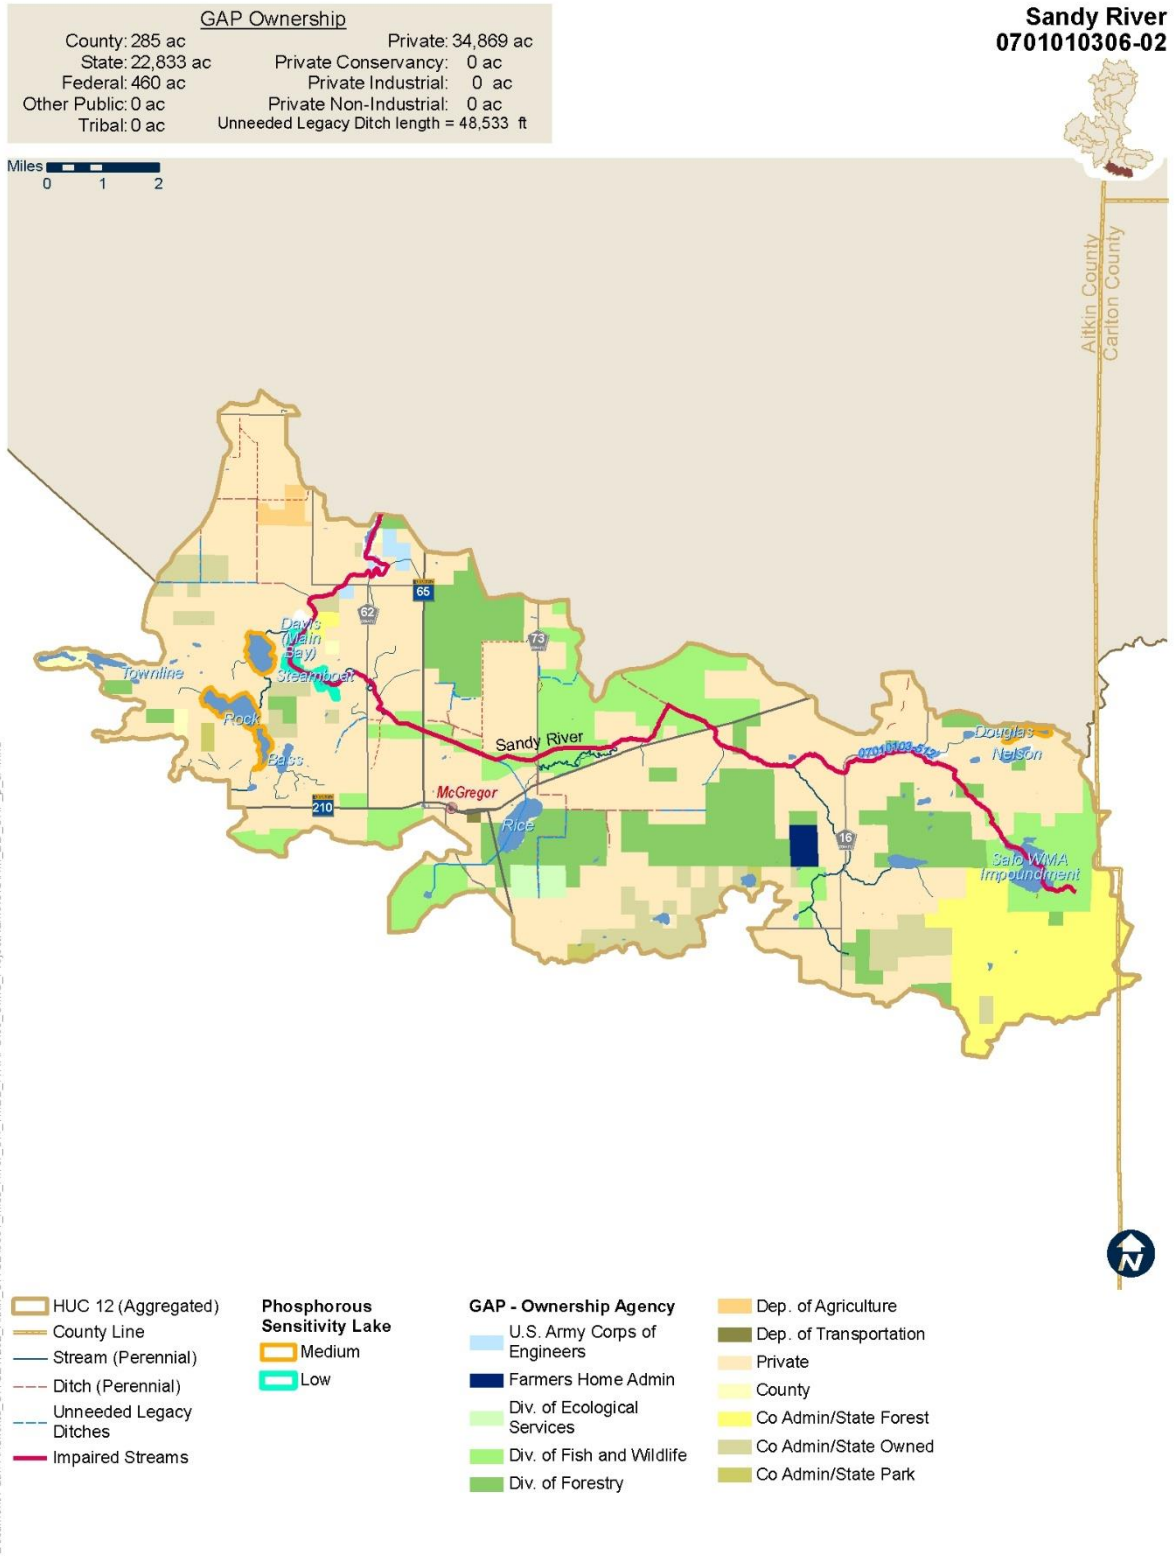 GAP Ownership
County: 285 ac
State: 22,833 ac
Federal: 460 ac
Other Public: 0 ac
Tribal: 0 ac
Private: 34,869 ac
Private Conservancy: 0 ac
Private Industrial: 0 ac
Private Non-Industrial: 0 ac
Unneeded Legacy Ditch length = 48,533 ft
Sandy River
0701010306-02
Miles
0 1 2
Aitkin County
Carlton County
65
62
73
Davis
(Main
Bay)
Steamboat
Townline
Rock
Bass
Sandy River
McGregor
210
Rice
07010103-512
Douglas
Nelson
16
Salo WMA
Impoundment
N
HUC 12 (Aggregated)
County Line
Stream (Perennial)
Ditch (Perennial)
Unneeded Legacy
Ditches
Impaired Streams
Phosphorous
Sensitivity Lake
Medium
Low
GAP - Ownership Agency
U.S. Army Corps of
Engineers
Farmers Home Admin
Div. of Ecological
Services
Div. of Fish and Wildlife
Div. of Forestry
Dep. of Agriculture
Dep. of Transportation
Private
County
Co Admin/State Forest
Co Admin/State Owned
Co Admin/State Park